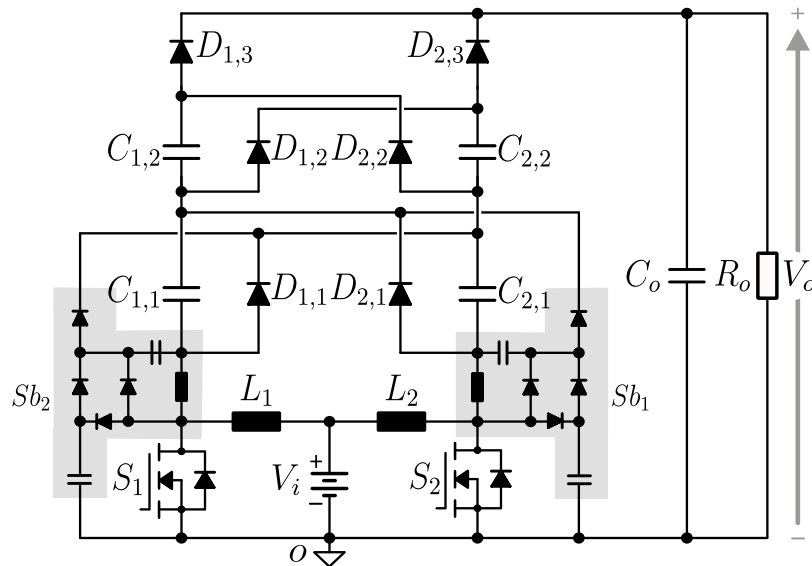 +
D1,3 D2,3
C1,2 D1,2 D2,2 C2,2
C1,1 D1,1 D2,1 C2,1 Co Ro Vo
Sb2 L1 L2 Sb1
S1 Vi + − S2
o −